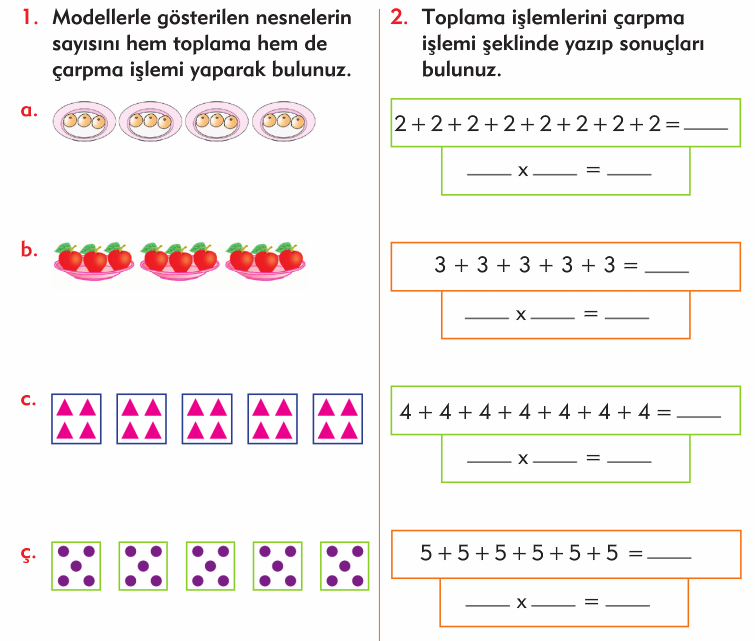 1. Modellerle gösterilen nesnelerin
sayısını hem toplama hem de
çarpma işlemi yaparak bulunuz.
a.
b.
c.
ç.
2. Toplama işlemlerini çarpma
işlemi şeklinde yazıp sonuçları
bulunuz.
2 + 2 + 2 + 2 + 2 + 2 + 2 + 2 = ____
____ x ____ = ____
3 + 3 + 3 + 3 + 3 = ____
____ x ____ = ____
4 + 4 + 4 + 4 + 4 + 4 + 4 = ____
____ x ____ = ____
5 + 5 + 5 + 5 + 5 + 5 = ____
____ x ____ = ____